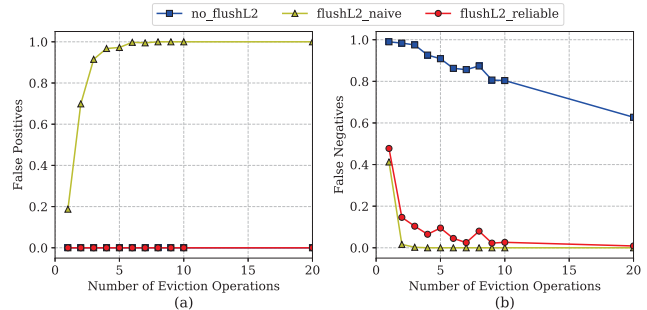 no_flushL2 flushL2_naive flushL2_reliable
1.0
0.8
0.6
0.4
0.2
0.0
False Positives
0 5 10 15 20
Number of Eviction Operations
(a)
1.0
0.8
0.6
0.4
0.2
0.0
False Negatives
0 5 10 15 20
Number of Eviction Operations
(b)